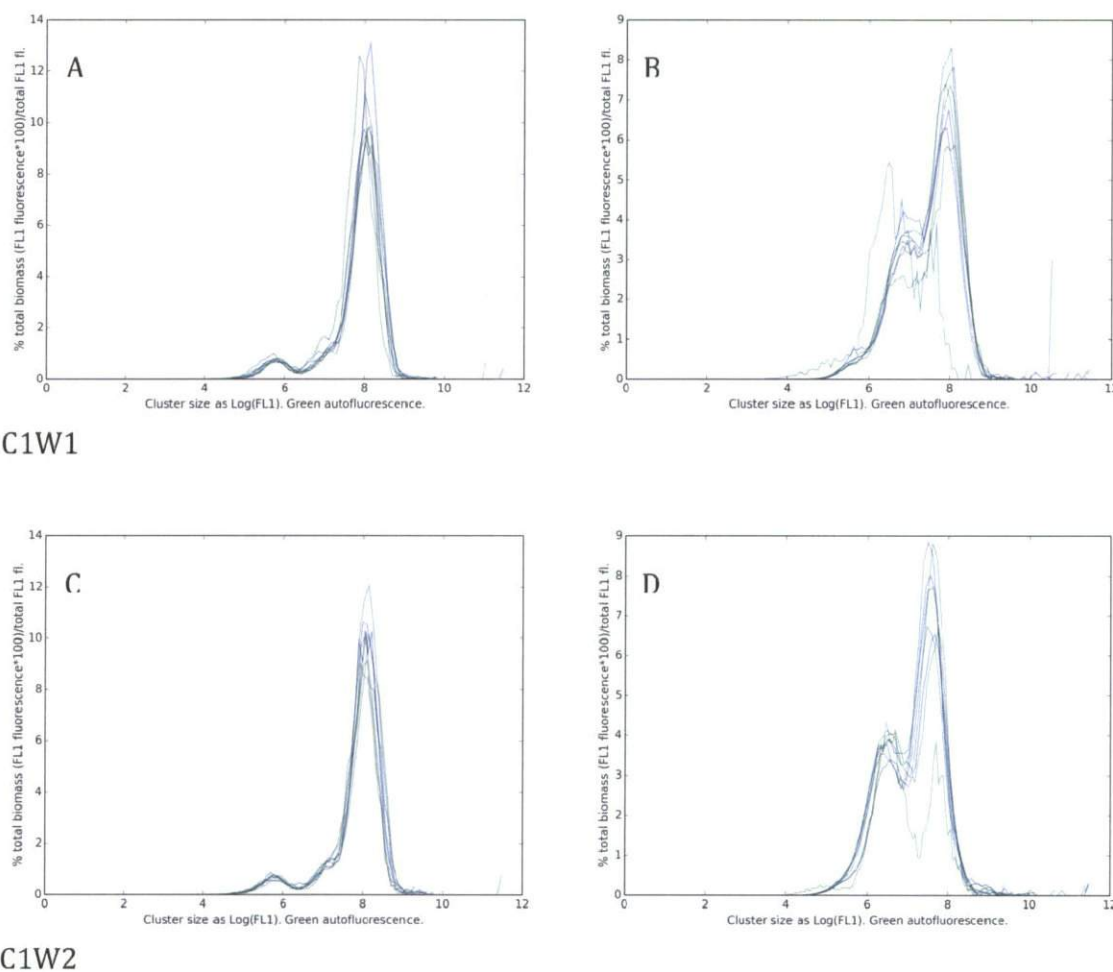 14
12
10
8
6
4
2
0
A
% total biomass (FL1 fluorescence*100)/total FL1 fl.
0 2 4 6 8 10 12
Cluster size as Log(FL1). Green autofluorescence.
9
8
7
6
5
4
3
2
1
B
% total biomass (FL1 fluorescence*100)/total FL1 fl.
2 4 6 8 10
Cluster size as Log(FL1). Green autofluorescence.
C1W1
14
12
10
8
6
4
2
0
C
% total biomass (FL1 fluorescence*100)/total FL1 fl.
0 2 4 6 8 10 12
Cluster size as Log(FL1). Green autofluorescence.
9
8
7
6
5
4
3
2
1
D
% total biomass (FL1 fluorescence*100)/total FL1 fl.
0 2 4 6 8 10 12
Cluster size as Log(FL1). Green autofluorescence.
C1W2